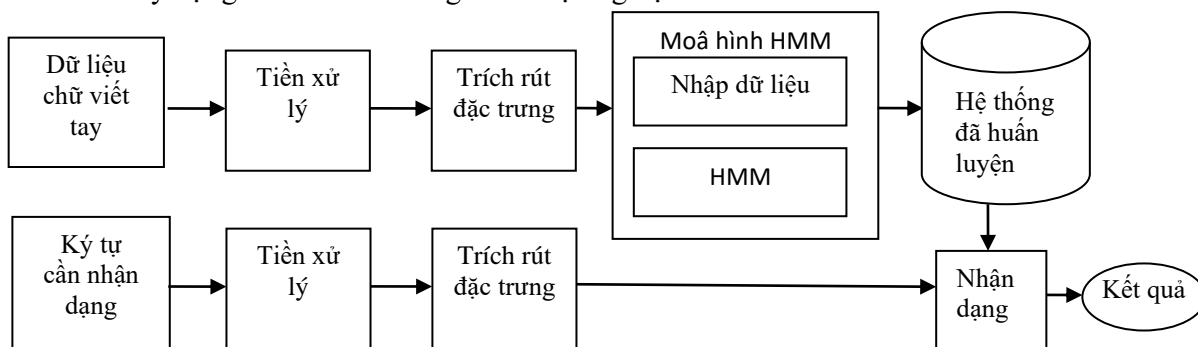 Dữ liệu
chữ viết
tay
Tiền xử
lý
Trích rút
đặc trưng
Moâ hình HMM
Nhập dữ liệu
HMM
Hệ thống
đã huấn
luyện
Ký tự
cần nhận
dạng
Tiền xử
lý
Trích rút
đặc trưng
Nhận
dạng
Kết quả